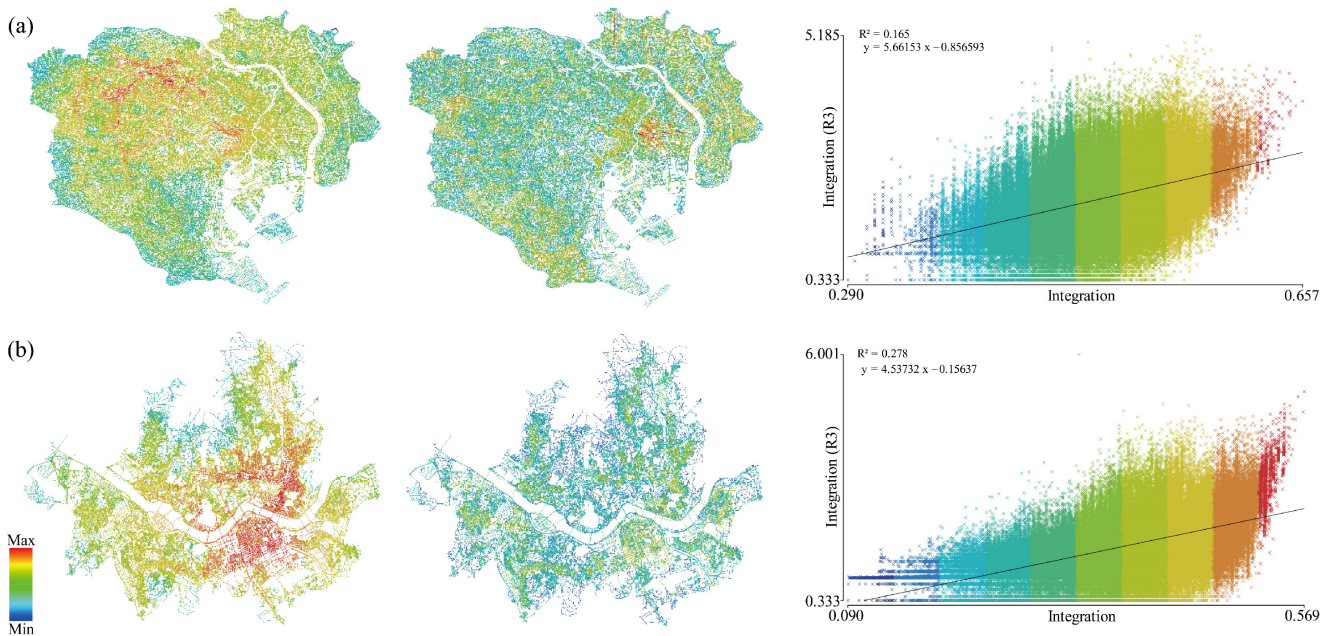 (a)
5.185
R² = 0.165
y = 5.66153 x − 0.856593
Integration (R3)
0.333
0.290
Integration
0.657
(b)
6.001
R² = 0.278
y = 4.53732 x − 0.15637
Integration (R3)
0.333
0.090
Integration
0.569
Max
Min